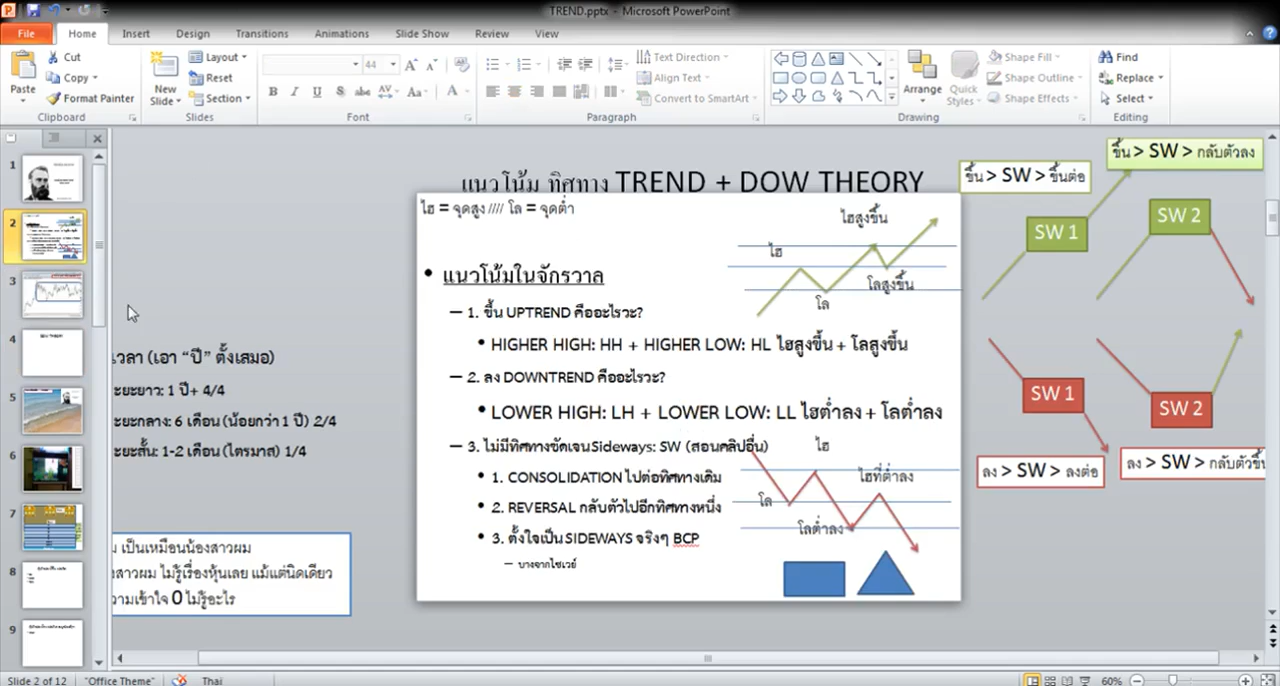 TREND.pptx - Microsoft PowerPoint
File Home Insert Design Transitions Animations Slide Show Review View
Paste
Cut
Copy
Format Painter
Clipboard
New Slide
Layout
Reset
Section
Slides
44
B I U S abc AV Aa A
Font
Text Direction
Align Text
Convert to SmartArt
Paragraph
Arrange
Quick Styles
Shape Fill
Shape Outline
Shape Effects
Drawing
Find
Replace
Select
Editing
1
2
3
4
5
6
7
8
9
แนวโน้ม ทิศทาง TREND + DOW THEORY
ไฮ = จุดสูง //// โล = จุดต่ำ
แนวโน้มในจักรวาล
– 1. ขึ้น UPTREND คืออะไรวะ?
• HIGHER HIGH: HH + HIGHER LOW: HL ไฮสูงขึ้น + โลสูงขึ้น
– 2. ลง DOWNTREND คืออะไรวะ?
• LOWER HIGH: LH + LOWER LOW: LL ไฮต่ำลง + โลต่ำลง
– 3. ไม่มีทิศทางชัดเจน Sideways: SW (สอนคลิปอื่น)
• 1. CONSOLIDATION ไปต่อทิศทางเดิม
• 2. REVERSAL กลับตัวไปอีกทิศทางหนึ่ง
• 3. ตั้งใจเป็น SIDEWAYS จริงๆ BCP
– บางจากไซเวย์
ไฮ
ไฮสูงขึ้น
โล
โลสูงขึ้น
ไฮ
ไฮที่ต่ำลง
โล
โลต่ำลง
เวลา (เอา “ปี” ตั้งเสมอ
ระยะยาว: 1 ปี+ 4/4
ระยะกลาง: 6 เดือน (น้อยกว่า 1 ปี) 2/4
ระยะสั้น: 1-2 เดือน (ไตรมาส) 1/4
ม เป็นเหมือนน้องสาวผม
งสาวผม ไม่รู้เรื่องหุ้นเลย แม้แต่นิดเดียว
วามเข้าใจ 0 ไม่รู้อะไร
ขึ้น > SW > ขึ้นต่อ
ขึ้น > SW > กลับตัวลง
SW 1
SW 2
SW 1
SW 2
ลง > SW > ลงต่อ
ลง > SW > กลับตัวขึ้น
Slide 2 of 12
"Office Theme"
Thai
60%